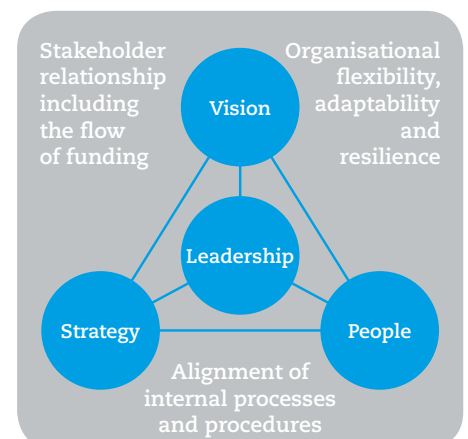 Stakeholder
relationship
including
the flow
of funding
Organisational
flexibility,
adaptability
and
resilience
Vision
Leadership
Strategy
People
Alignment of
internal processes
and procedures